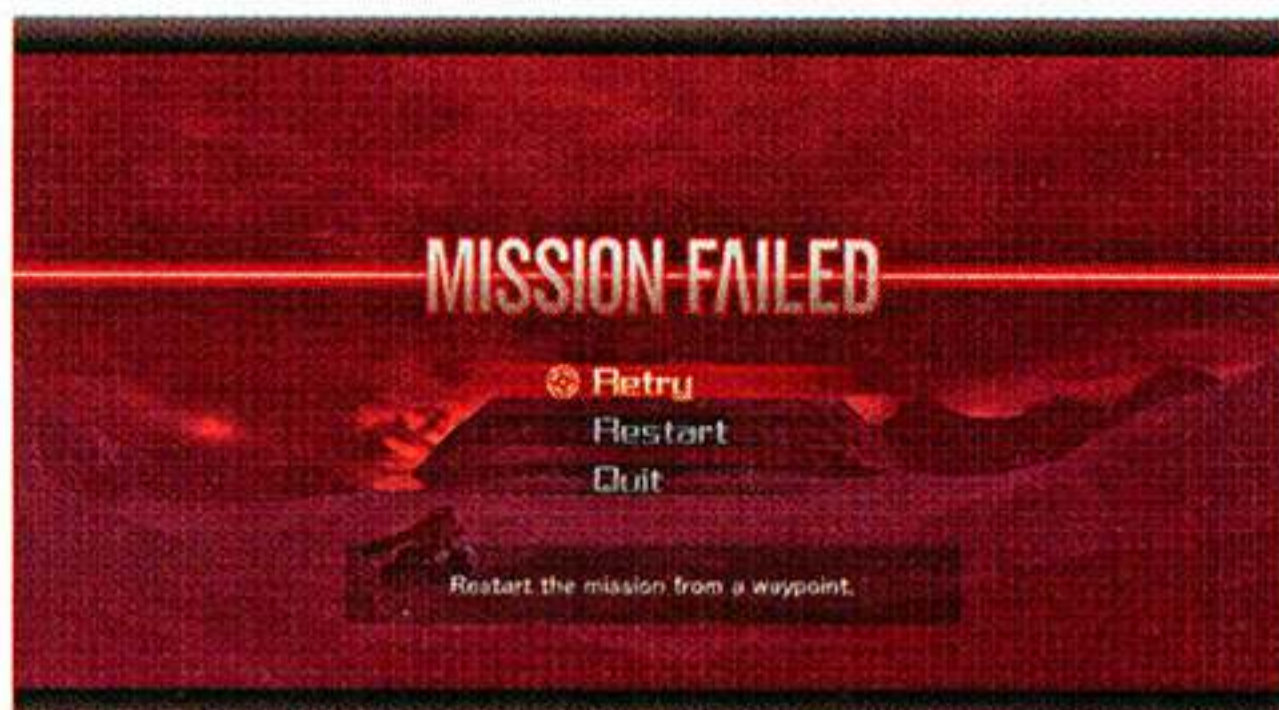 MISSION FAILED
Retry
Restart
Quit
Restart the mission from a waypoint.